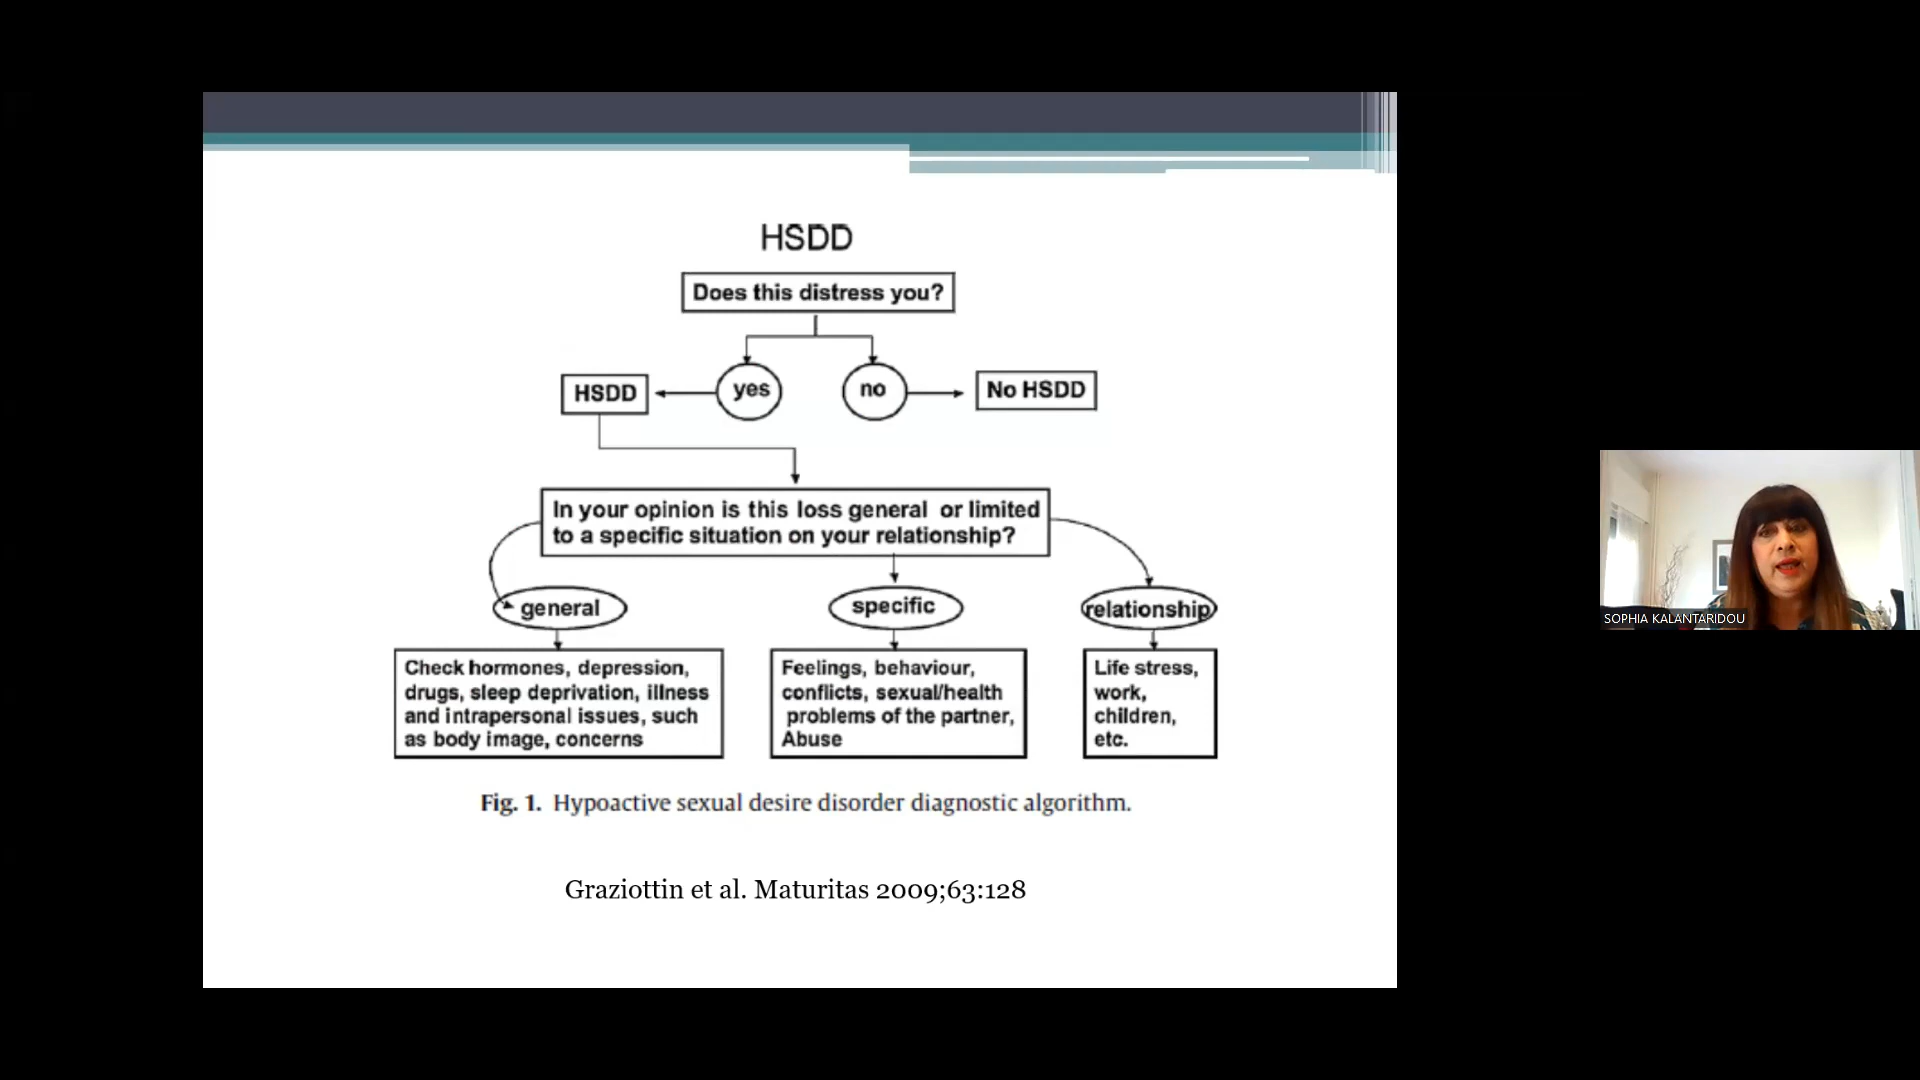 HSDD
Does this distress you?
HSDD
yes
no
No HSDD
In your opinion is this loss general or limited
to a specific situation on your relationship?
general
specific
relationship
Check hormones, depression,
drugs, sleep deprivation, illness
and intrapersonal issues, such
as body image, concerns
Feelings, behaviour,
conflicts, sexual/health
problems of the partner,
Abuse
Life stress,
work,
children,
etc.
Fig. 1. Hypoactive sexual desire disorder diagnostic algorithm.
Graziottin et al. Maturitas 2009;63:128
SOPHIA KALANTARIDOU